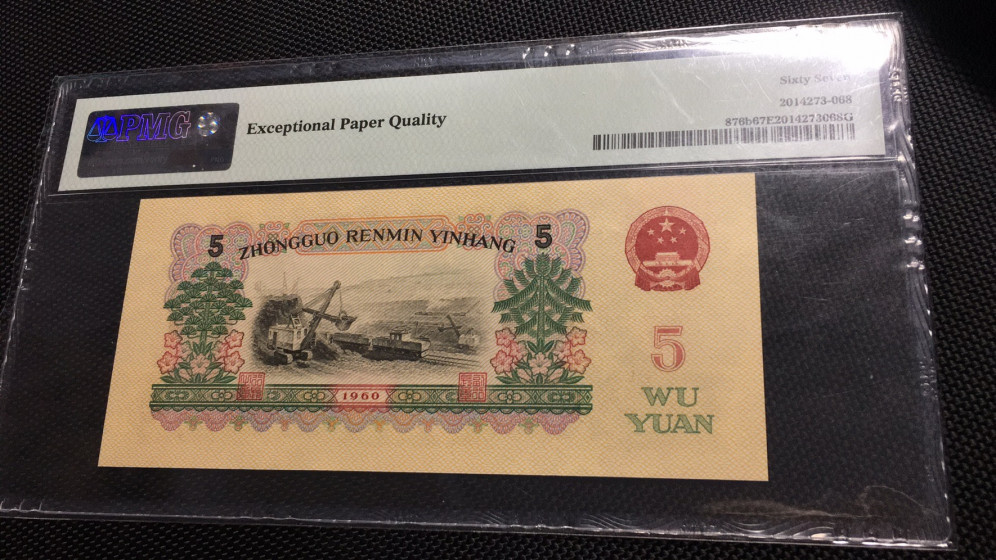 PMG
Exceptional Paper Quality
Sixty Seven
2014273-068
876b67E2014273068G
5
ZHONGGUO RENMIN YINHANG
5
1960
5
WU
YUAN